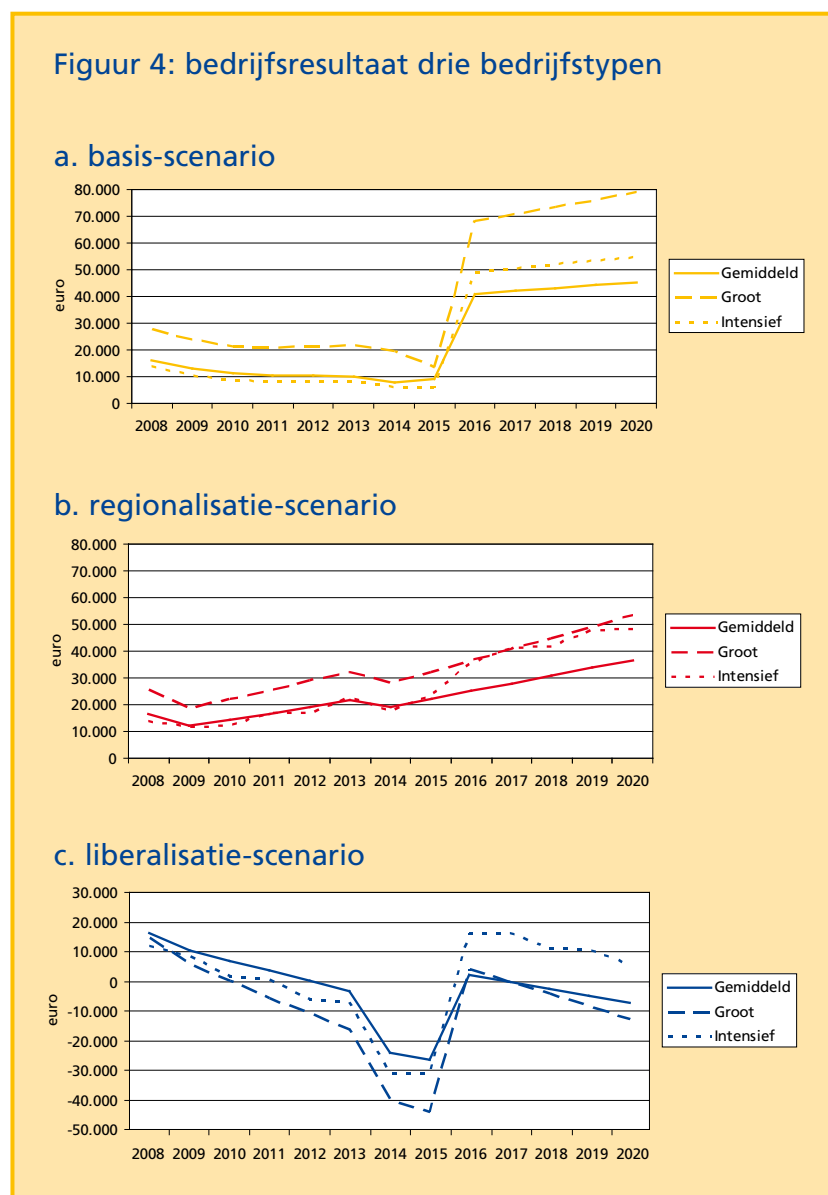 Figuur 4: bedrijfsresultaat drie bedrijfstypen
a. basis-scenario
80.000
70.000
60.000
50.000
40.000
30.000
20.000
10.000
0
euro
2008 2009 2010 2011 2012 2013 2014 2015 2016 2017 2018 2019 2020
Gemiddeld
Groot
Intensief
b. regionalisatie-scenario
80.000
70.000
60.000
50.000
40.000
30.000
20.000
10.000
0
euro
2008 2009 2010 2011 2012 2013 2014 2015 2016 2017 2018 2019 2020
Gemiddeld
Groot
Intensief
c. liberalisatie-scenario
30.000
20.000
10.000
0
-10.000
-20.000
-30.000
-40.000
-50.000
euro
2008 2009 2010 2011 2012 2013 2014 2015 2016 2017 2018 2019 2020
Gemiddeld
Groot
Intensief